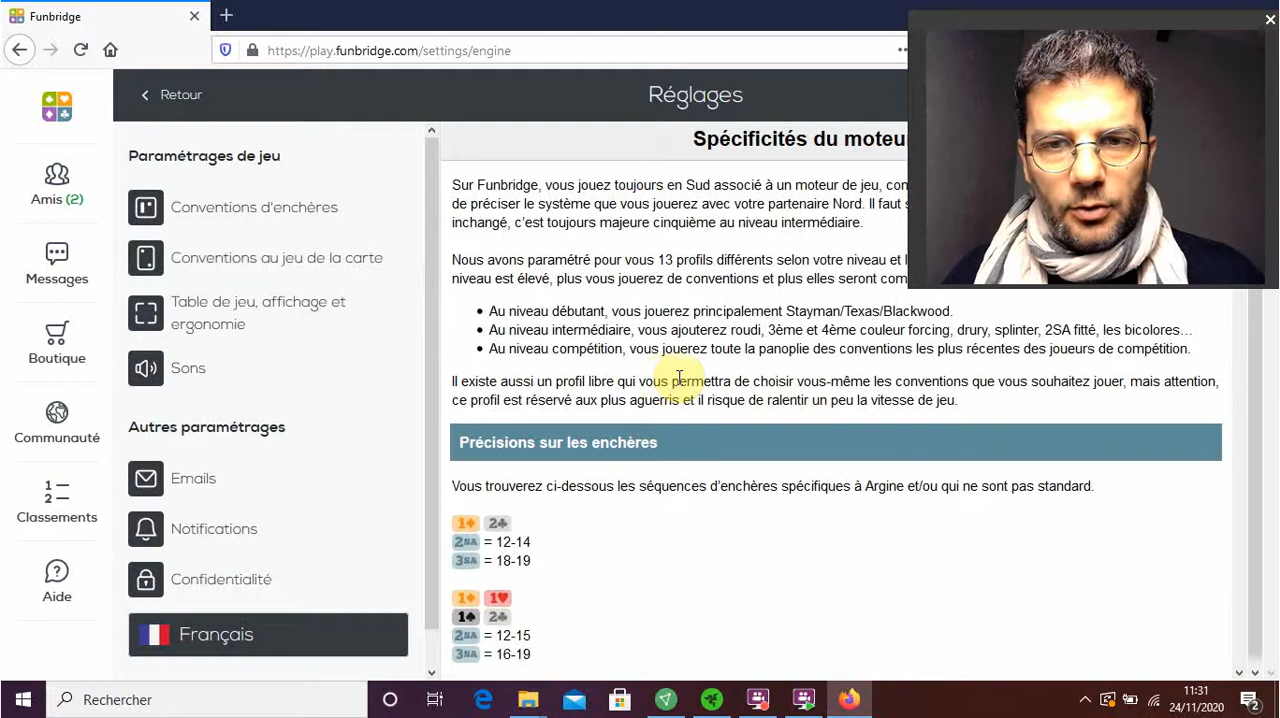 Funbridge
https://play.funbridge.com/settings/engine
Retour
Réglages
Amis (2)
Messages
Boutique
Communauté
1
2
Classements
Aide
Paramétrages de jeu
Conventions d'enchères
Conventions au jeu de la carte
Table de jeu, affichage et
ergonomie
Sons
Autres paramétrages
Emails
Notifications
Confidentialité
Français
Spécificités du moteu
Sur Funbridge, vous jouez toujours en Sud associé à un moteur de jeu, con
de préciser le système que vous jouerez avec votre partenaire Nord. Il faut s
inchangé, c'est toujours majeure cinquième au niveau intermédiaire.
Nous avons paramétré pour vous 13 profils différents selon votre niveau et l
niveau est élevé, plus vous jouerez de conventions et plus elles seront com
• Au niveau débutant, vous jouerez principalement Stayman/Texas/Blackwood.
• Au niveau intermédiaire, vous ajouterez roudi, 3ème et 4ème couleur forcing, drury, splinter, 2SA fitté, les bicolores...
• Au niveau compétition, vous jouerez toute la panoplie des conventions les plus récentes des joueurs de compétition.
Il existe aussi un profil libre qui vous permettra de choisir vous-même les conventions que vous souhaitez jouer, mais attention,
ce profil est réservé aux plus aguerris et il risque de ralentir un peu la vitesse de jeu.
Précisions sur les enchères
Vous trouverez ci-dessous les séquences d'enchères spécifiques à Argine et/ou qui ne sont pas standard.
1♦ 2♣
2SA = 12-14
3SA = 18-19
1♦ 1♥
1♠ 2♣
2SA = 12-15
3SA = 16-19
Rechercher
11:31
24/11/2020
2